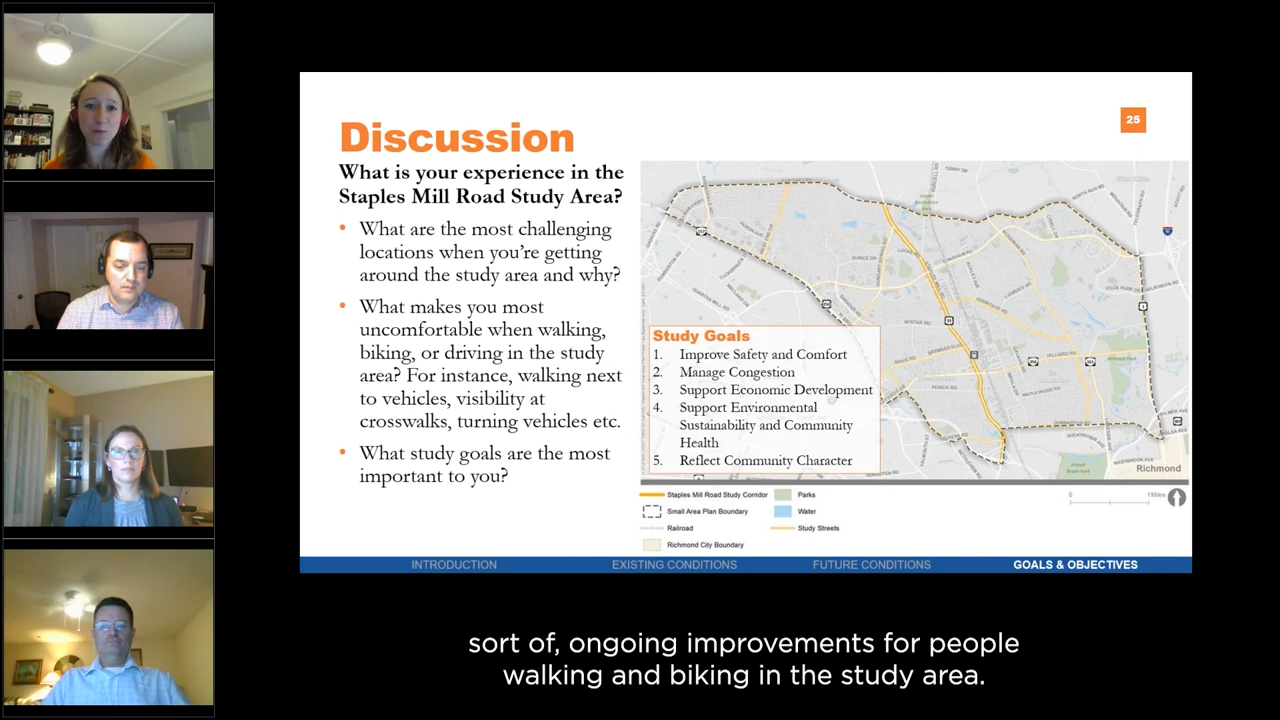 Discussion
25
What is your experience in the
Staples Mill Road Study Area?
• What are the most challenging
locations when you're getting
around the study area and why?
• What makes you most
uncomfortable when walking,
biking, or driving in the study
area? For instance, walking next
to vehicles, visibility at
crosswalks, turning vehicles etc.
• What study goals are the most
important to you?
Study Goals
1. Improve Safety and Comfort
2. Manage Congestion
3. Support Economic Development
4. Support Environmental
Sustainability and Community
Health
5. Reflect Community Character
Richmond
Staples Mill Road Study Corridor
Parks
Small Area Plan Boundary
Water
Railroad
Study Streets
Richmond City Boundary
0 1 Miles
INTRODUCTION
EXISTING CONDITIONS
FUTURE CONDITIONS
GOALS & OBJECTIVES
sort of, ongoing improvements for people
walking and biking in the study area.